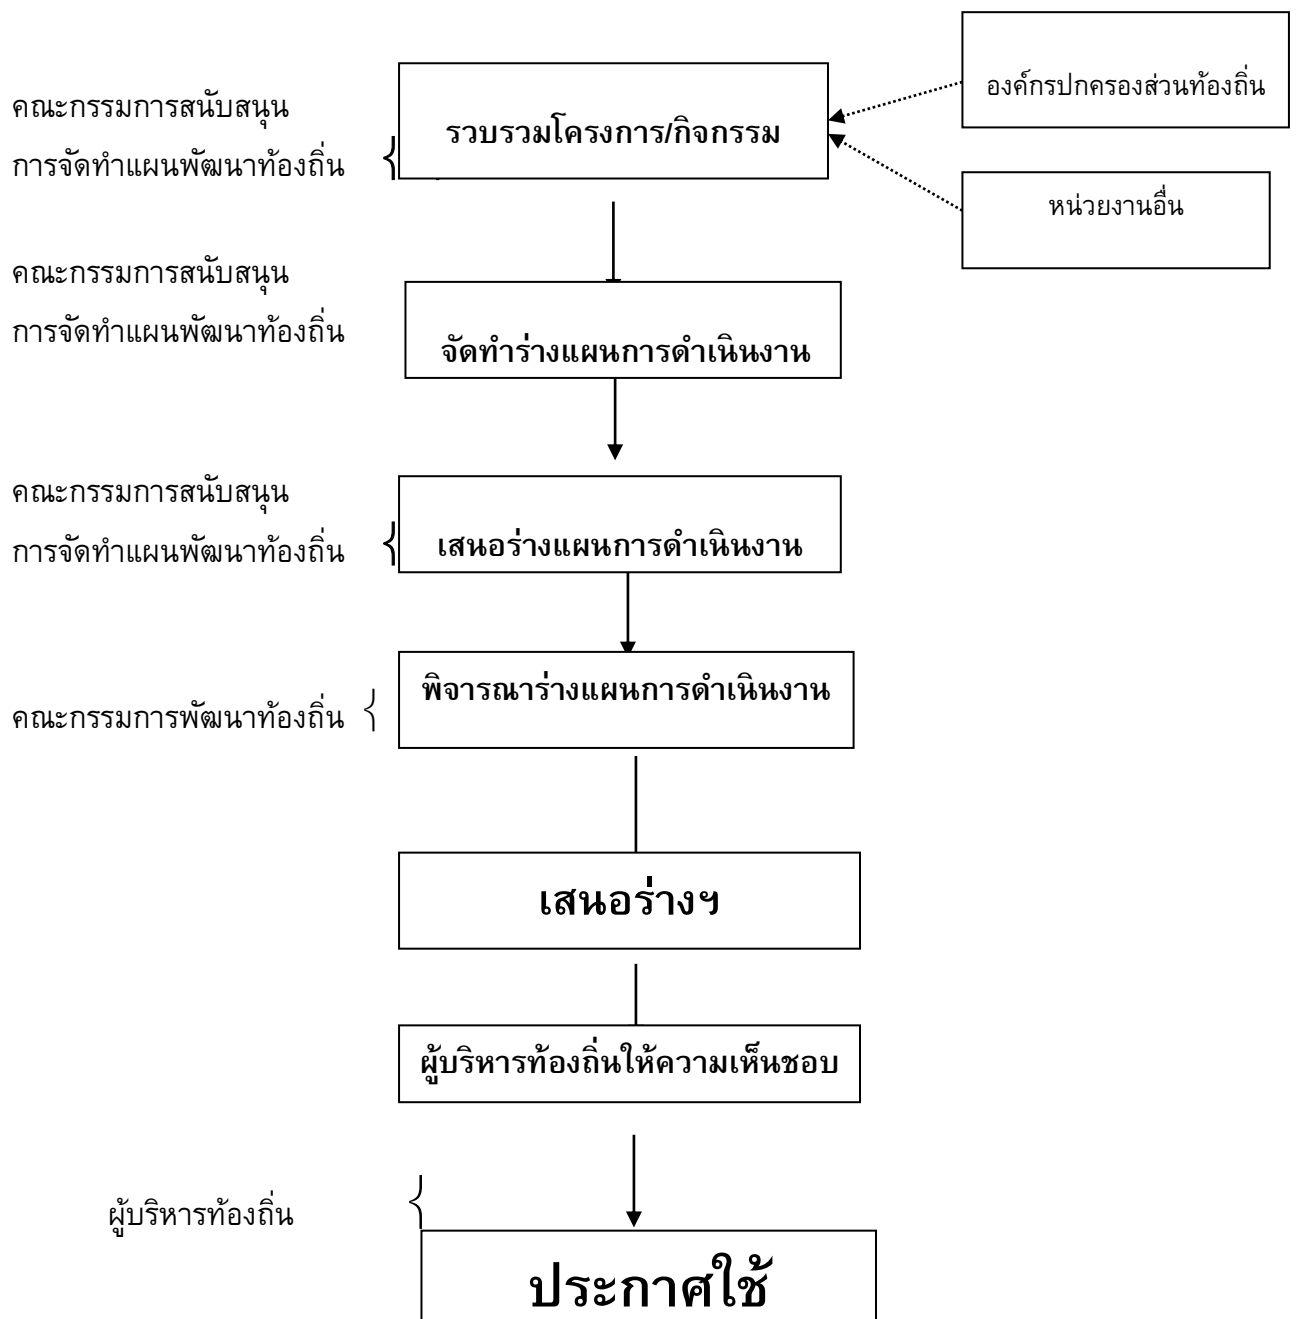 องค์กรปกครองส่วนท้องถิ่น
คณะกรรมการสนับสนุน
การจัดทำแผนพัฒนาท้องถิ่น
รวบรวมโครงการ/กิจกรรม
หน่วยงานอื่น
คณะกรรมการสนับสนุน
การจัดทำแผนพัฒนาท้องถิ่น
จัดทำร่างแผนการดำเนินงาน
คณะกรรมการสนับสนุน
การจัดทำแผนพัฒนาท้องถิ่น
เสนอร่างแผนการดำเนินงาน
พิจารณาร่างแผนการดำเนินงาน
คณะกรรมการพัฒนาท้องถิ่น
เสนอร่างฯ
ผู้บริหารท้องถิ่นให้ความเห็นชอบ
ผู้บริหารท้องถิ่น
ประกาศใช้